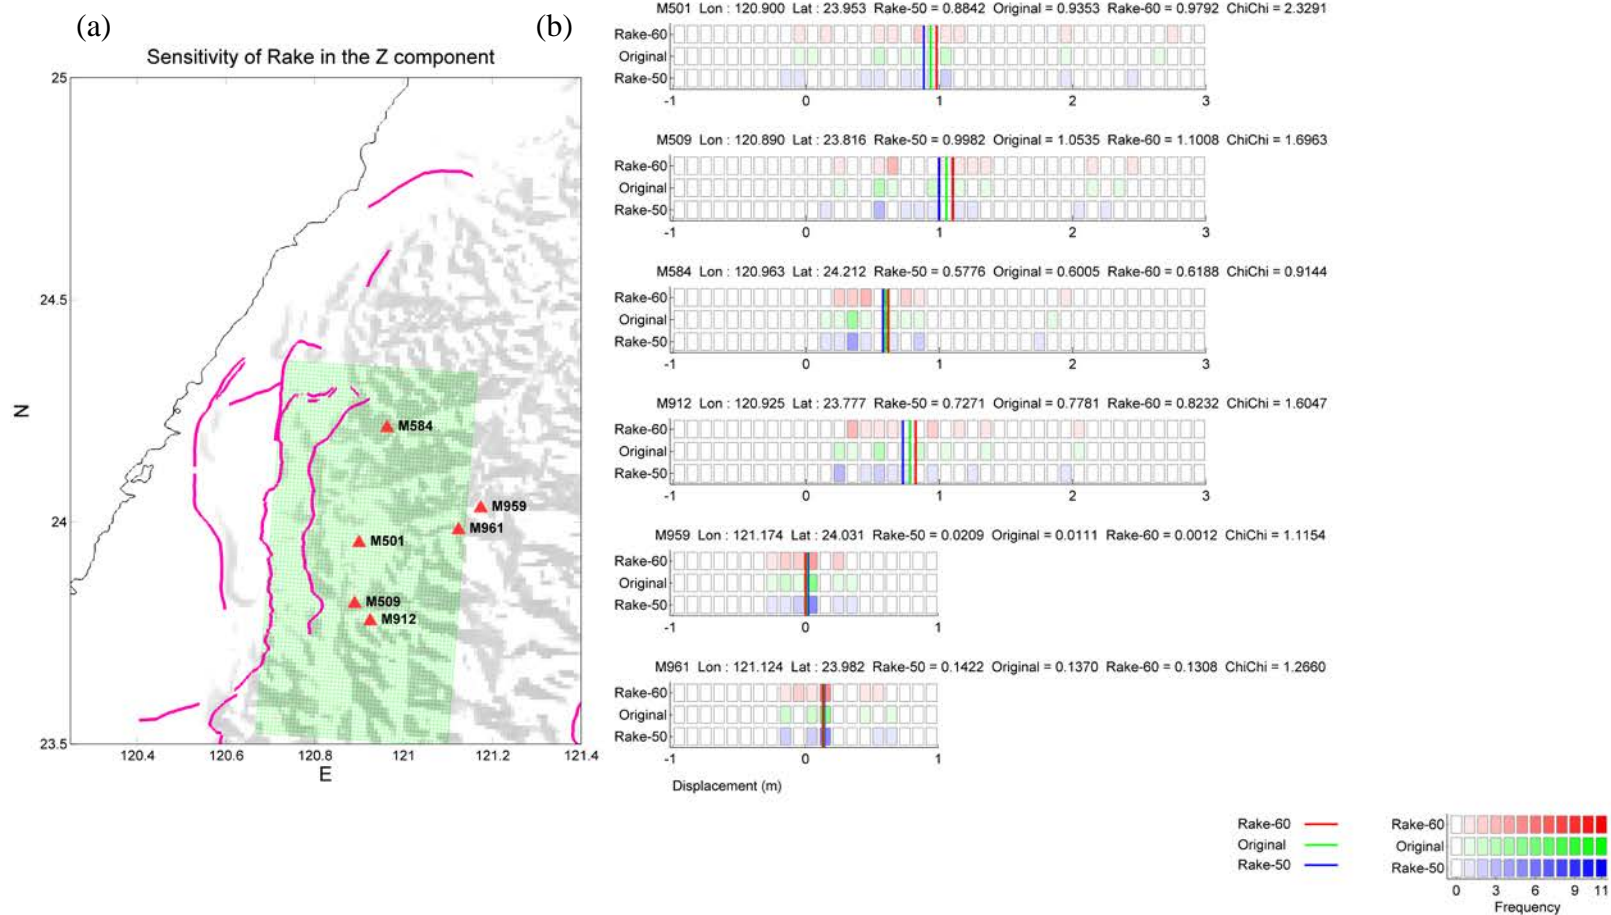 (a)
Sensitivity of Rake in the Z component
25
24.5
N
24
23.5
M584
M959
M961
M501
M509
M912
120.4 120.6 120.8 121 121.2 121.4
E
(b)
M501 Lon : 120.900 Lat : 23.953 Rake-50 = 0.8842 Original = 0.9353 Rake-60 = 0.9792 ChiChi = 2.3291
Rake-60
Original
Rake-50
-1 0 1 2 3
M509 Lon : 120.890 Lat : 23.816 Rake-50 = 0.9982 Original = 1.0535 Rake-60 = 1.1008 ChiChi = 1.6963
Rake-60
Original
Rake-50
-1 0 1 2 3
M584 Lon : 120.963 Lat : 24.212 Rake-50 = 0.5776 Original = 0.6005 Rake-60 = 0.6188 ChiChi = 0.9144
Rake-60
Original
Rake-50
-1 0 1 2 3
M912 Lon : 120.925 Lat : 23.777 Rake-50 = 0.7271 Original = 0.7781 Rake-60 = 0.8232 ChiChi = 1.6047
Rake-60
Original
Rake-50
-1 0 1 2 3
M959 Lon : 121.174 Lat : 24.031 Rake-50 = 0.0209 Original = 0.0111 Rake-60 = 0.0012 ChiChi = 1.1154
Rake-60
Original
Rake-50
-1 0 1
M961 Lon : 121.124 Lat : 23.982 Rake-50 = 0.1422 Original = 0.1370 Rake-60 = 0.1308 ChiChi = 1.2660
Rake-60
Original
Rake-50
-1 0 1
Displacement (m)
Rake-60
Original
Rake-50
Rake-60
Original
Rake-50
0 3 6 9 11
Frequency